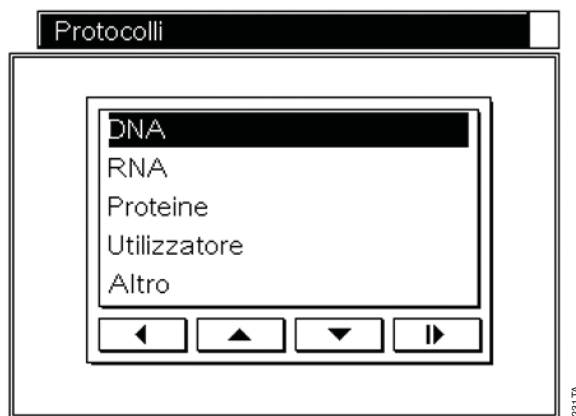 Protocolli
DNA
RNA
Proteine
Utilizzatore
Altro